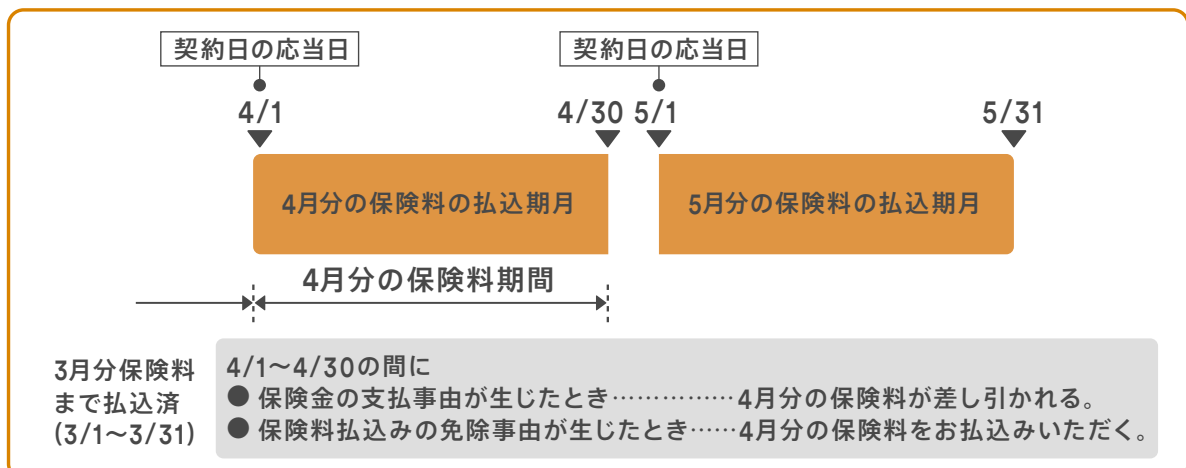 契約日の応当日 契約日の応当日
4/1 4/30 5/1 5/31
4月分の保険料の払込期月 5月分の保険料の払込期月
4月分の保険料期間
3月分保険料
まで払込済
(3/1〜3/31)
4/1〜4/30の間に
● 保険金の支払事由が生じたとき……………4月分の保険料が差し引かれる。
● 保険料払込みの免除事由が生じたとき……4月分の保険料をお払込みいただく。